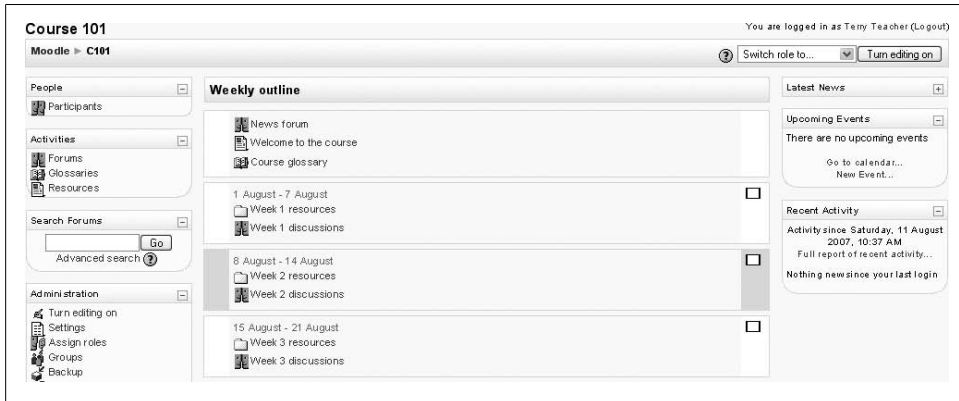 Course 101
You are logged in as Terry Teacher (Logout)
Moodle ► C101
Switch role to...
Turn editing on
People
Participants
Activities
Forums
Glossaries
Resources
Search Forums
Go
Advanced search
Administration
Turn editing on
Settings
Assign roles
Groups
Backup
Weekly outline
News forum
Welcome to the course
Course glossary
1 August - 7 August
Week 1 resources
Week 1 discussions
8 August - 14 August
Week 2 resources
Week 2 discussions
15 August - 21 August
Week 3 resources
Week 3 discussions
Latest News
Upcoming Events
There are no upcoming events
Go to calendar...
New Event...
Recent Activity
Activity since Saturday, 11 August
2007, 10:37 AM
Full report of recent activity...
Nothing new since your last login